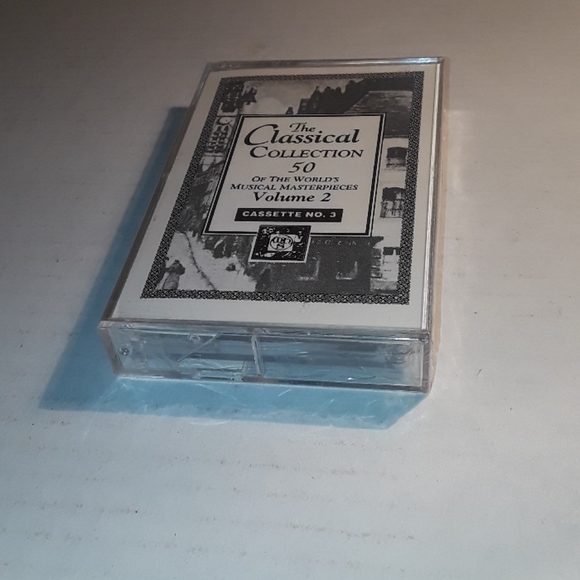 The
Classical
COLLECTION
50
OF THE WORLD'S
MUSICAL MASTERPIECES
Volume 2
CASSETTE NO. 3